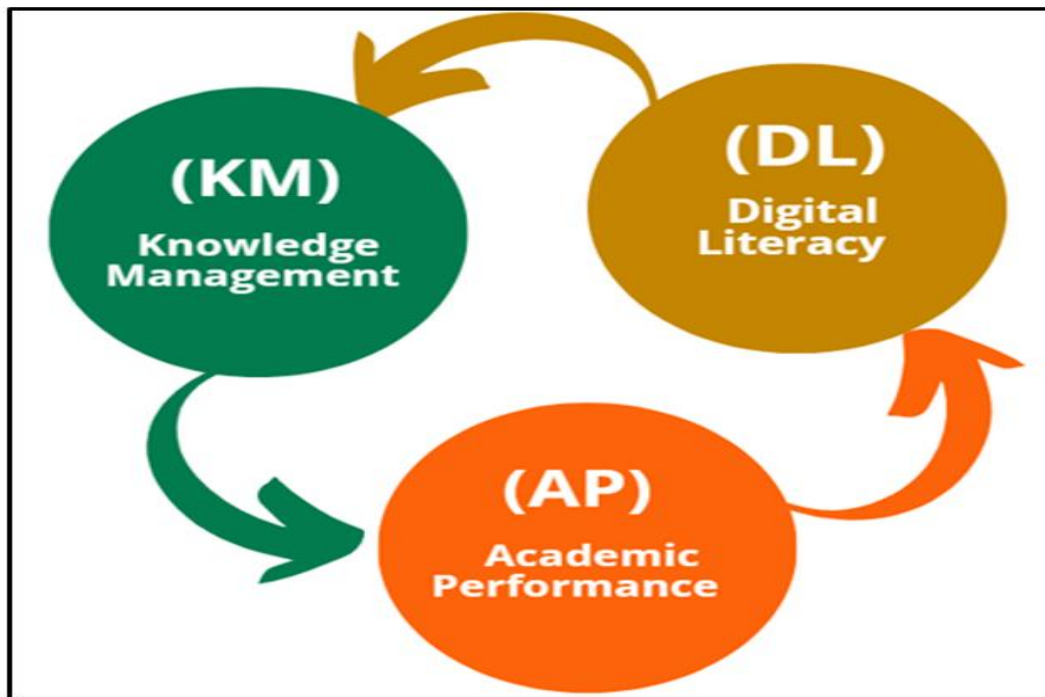 (KM)
Knowledge
Management
(DL)
Digital
Literacy
(AP)
Academic
Performance